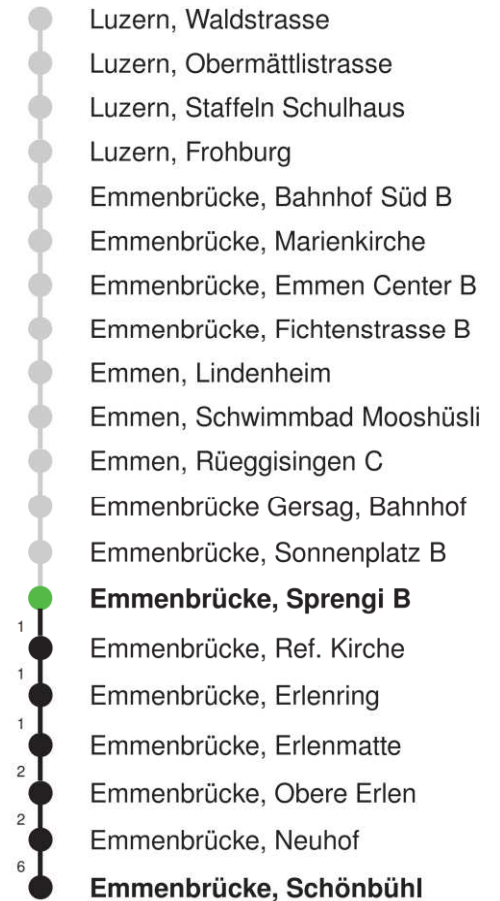 Luzern, Waldstrasse
Luzern, Obermättlistrasse
Luzern, Staffeln Schulhaus
Luzern, Frohburg
Emmenbrücke, Bahnhof Süd B
Emmenbrücke, Marienkirche
Emmenbrücke, Emmen Center B
Emmenbrücke, Fichtenstrasse B
Emmen, Lindenheim
Emmen, Schwimmbad Mooshüsli
Emmen, Rüeggisingen C
Emmenbrücke Gersag, Bahnhof
Emmenbrücke, Sonnenplatz B
Emmenbrücke, Sprengi B
1 Emmenbrücke, Ref. Kirche
1 Emmenbrücke, Erlenring
1 Emmenbrücke, Erlenmatte
2 Emmenbrücke, Obere Erlen
2 Emmenbrücke, Neuhof
6 Emmenbrücke, Schönbühl